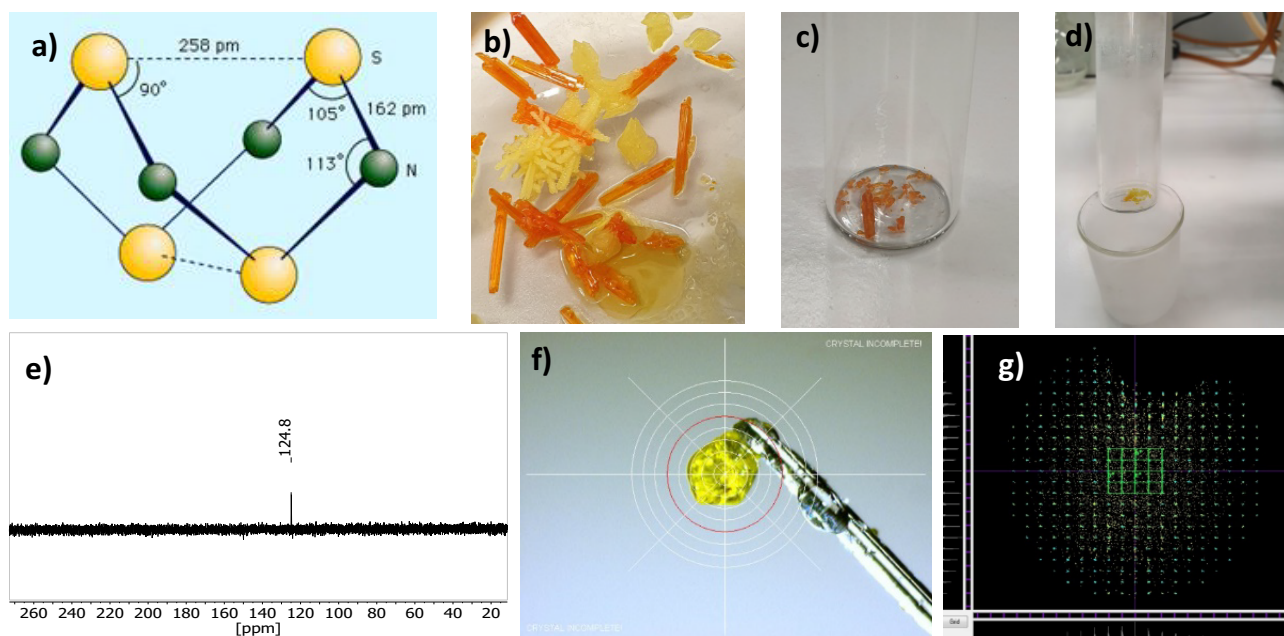 a)
258 pm
S
90°
105°
162 pm
113°
N
b)
c)
d)
e)
124.8
260 240 220 200 180 160 140 120 100 80 60 40 20
[ppm]
f)
CRYSTAL INCOMPLETE!
CRYSTAL INCOMPLETE!
g)